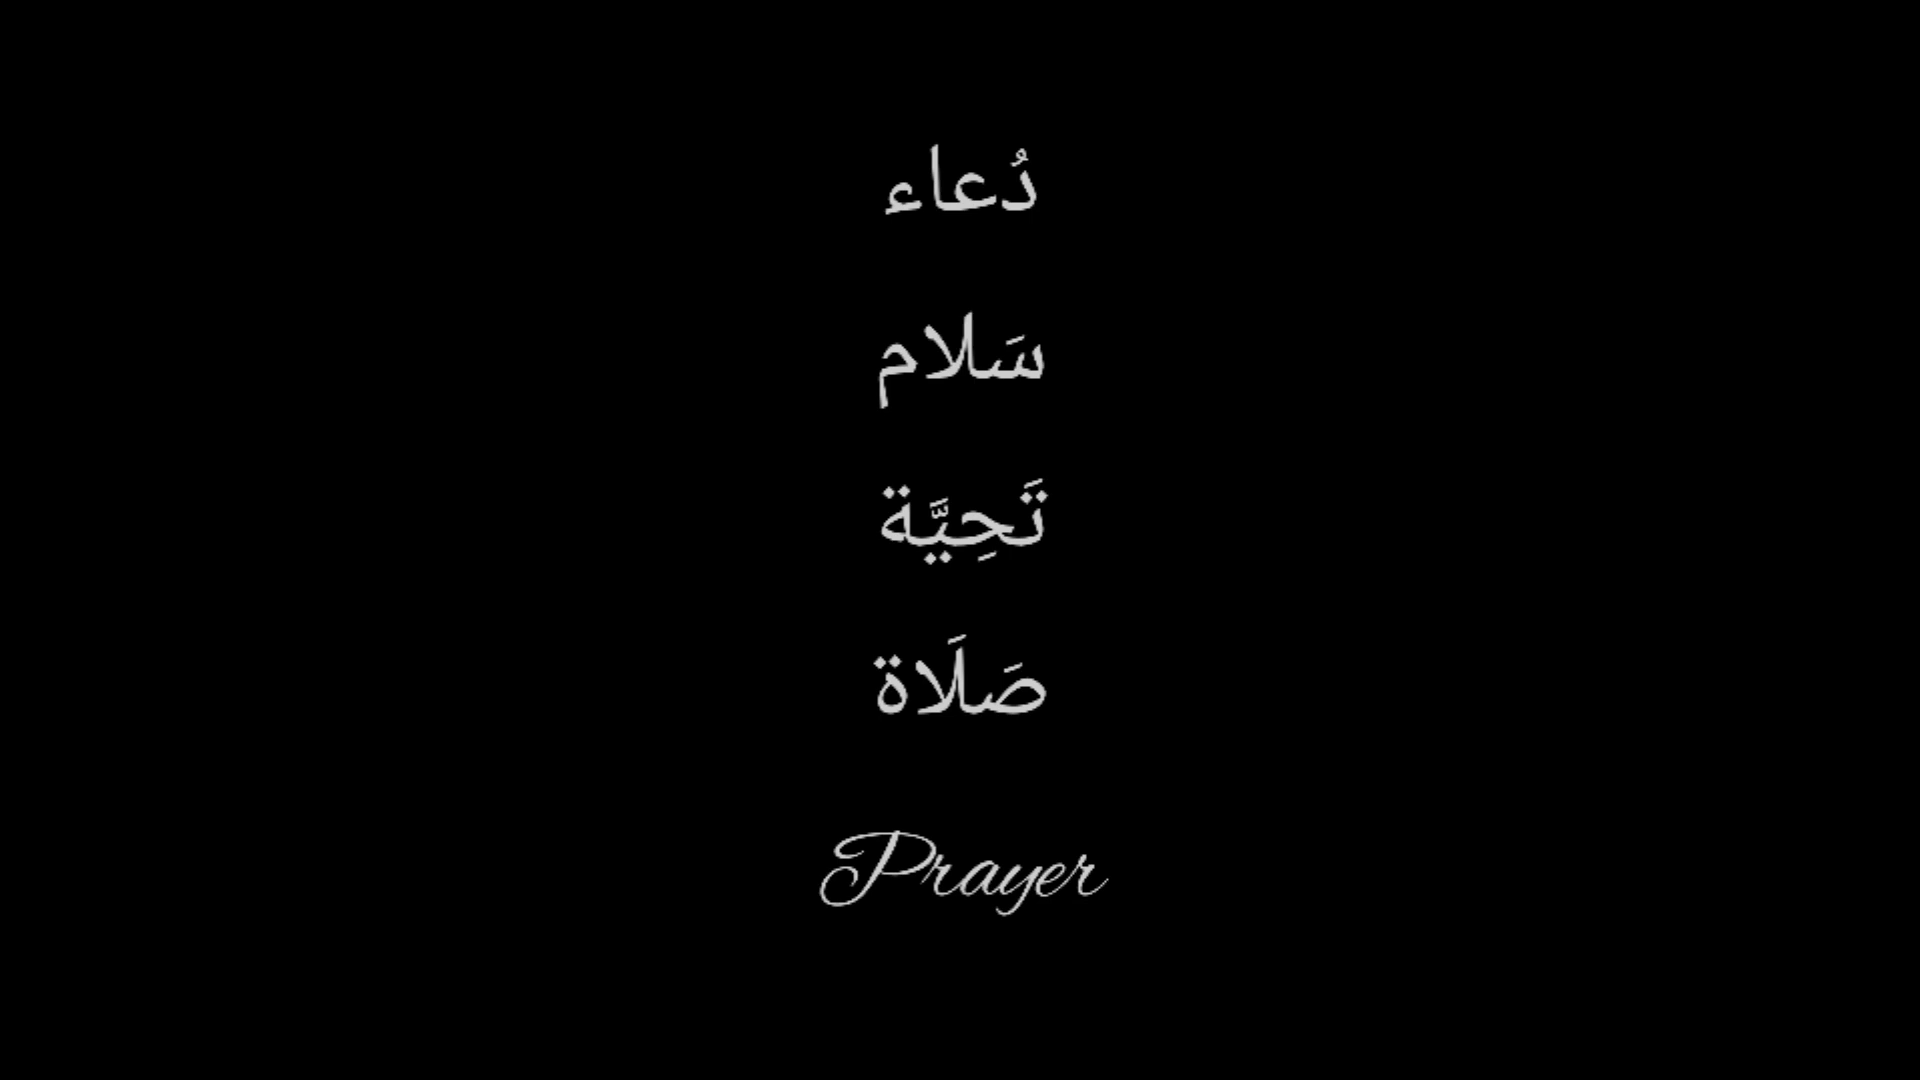 دُعاء
سَلام
تَحِيَّة
صَلَاة
Prayer